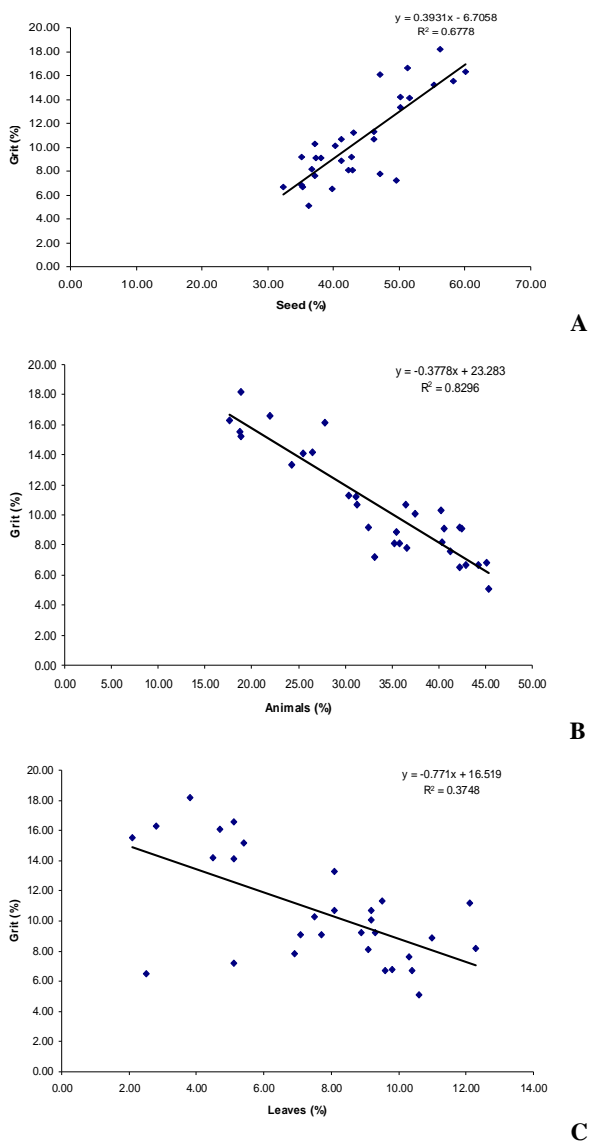 y = 0.3931x - 6.7058
R² = 0.6778
20.00
18.00
16.00
14.00
12.00
10.00
8.00
6.00
4.00
2.00
0.00
Grit (%)
0.00 10.00 20.00 30.00 40.00 50.00 60.00 70.00
Seed (%)
A
y = -0.3778x + 23.283
R² = 0.8296
20.00
18.00
16.00
14.00
12.00
10.00
8.00
6.00
4.00
2.00
0.00
Grit (%)
0.00 5.00 10.00 15.00 20.00 25.00 30.00 35.00 40.00 45.00 50.00
Animals (%)
B
y = -0.771x + 16.519
R² = 0.3748
20.00
18.00
16.00
14.00
12.00
10.00
8.00
6.00
4.00
2.00
0.00
Grit (%)
0.00 2.00 4.00 6.00 8.00 10.00 12.00 14.00
Leaves (%)
C